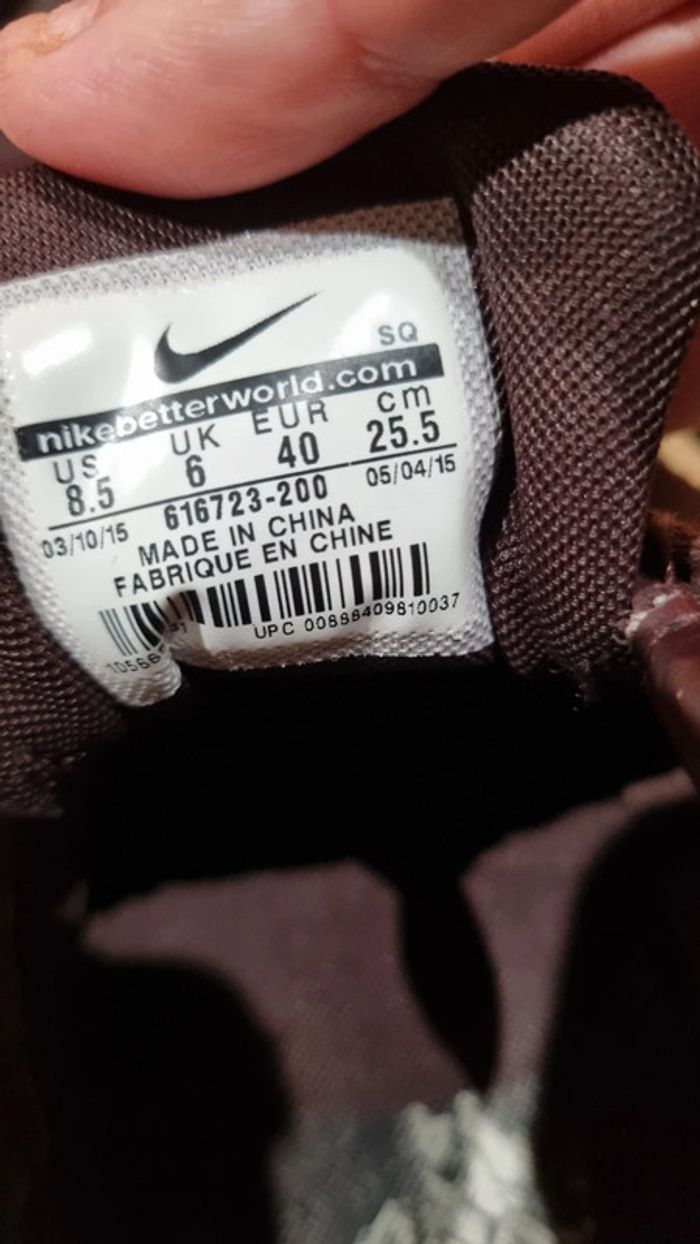 SQ
nikebetterworld.com
US UK EUR cm
8.5 6 40 25.5
03/10/15 616723-200 05/04/15
MADE IN CHINA
FABRIQUE EN CHINE
UPC 00888409810037